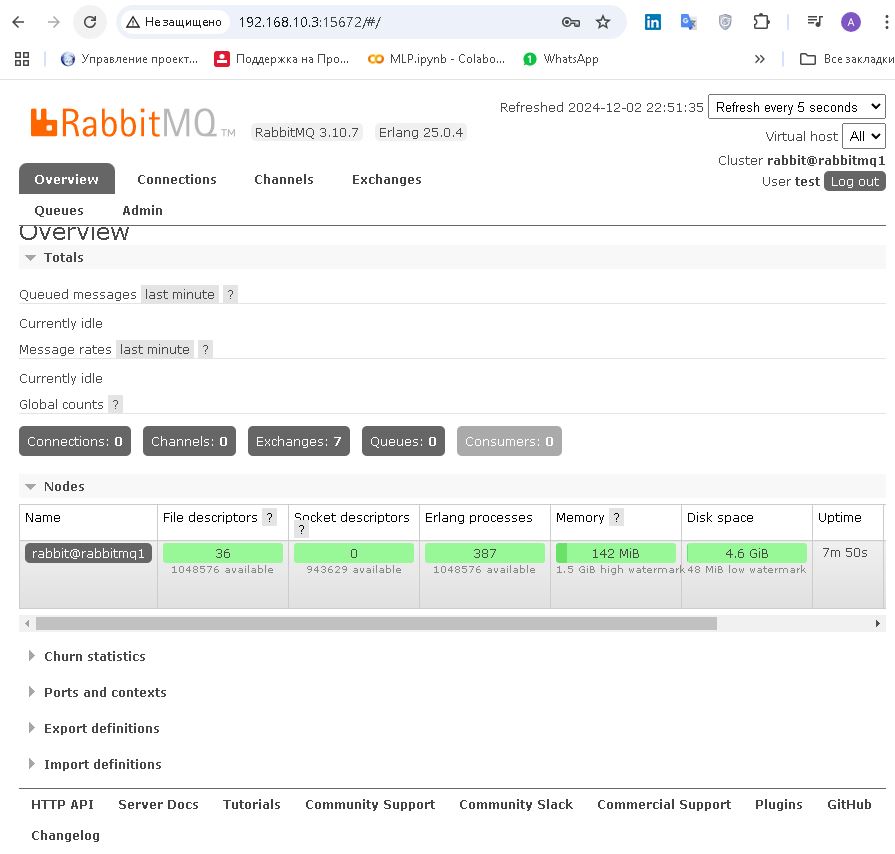 Не защищено 192.168.10.3:15672/#/
Управление проект... Поддержка на Про... MLP.ipynb - Colabo... WhatsApp » Все закладки
Refreshed 2024-12-02 22:51:35 Refresh every 5 seconds
RabbitMQ TM RabbitMQ 3.10.7 Erlang 25.0.4
Virtual host All
Cluster rabbit@rabbitmq1
User test Log out
Overview Connections Channels Exchanges
Queues Admin
Overview
Totals
Queued messages last minute ?
Currently idle
Message rates last minute ?
Currently idle
Global counts ?
Connections: 0 Channels: 0 Exchanges: 7 Queues: 0 Consumers: 0
Nodes
Name File descriptors ? Socket descriptors ? Erlang processes Memory ? Disk space Uptime
rabbit@rabbitmq1 36 0 387 142 MiB 4.6 GiB 7m 50s
1048576 available 943629 available 1048576 available 1.5 GiB high watermark 48 MiB low watermark
Churn statistics
Ports and contexts
Export definitions
Import definitions
HTTP API Server Docs Tutorials Community Support Community Slack Commercial Support Plugins GitHub
Changelog